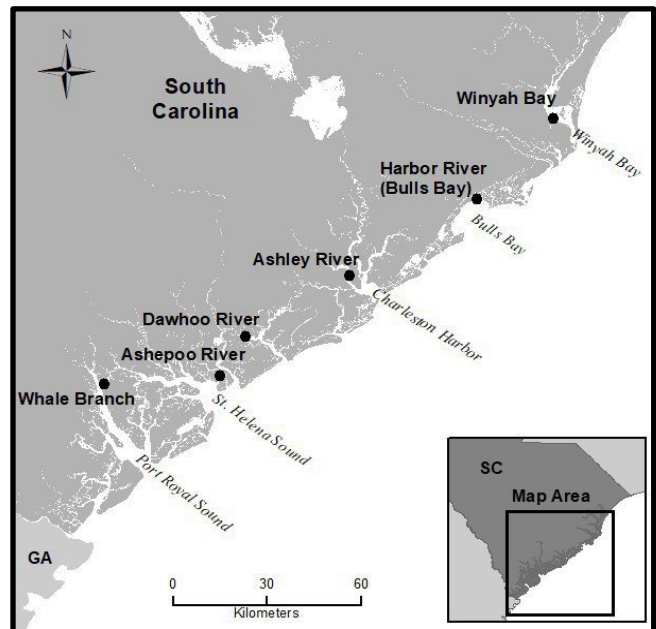 N
South
Carolina
Winyah Bay
Winyah Bay
Harbor River
(Bulls Bay)
Bulls Bay
Ashley River
Charleston Harbor
Dawhoo River
Ashepoo River
Whale Branch
St. Helena Sound
Port Royal Sound
SC
Map Area
GA
0 30 60
Kilometers